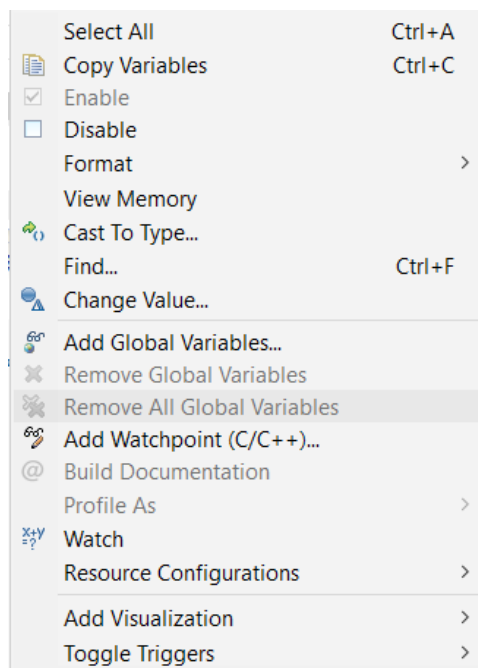 Select All Ctrl+A
Copy Variables Ctrl+C
Enable
Disable
Format
View Memory
Cast To Type...
Find... Ctrl+F
Change Value...
Add Global Variables...
Remove Global Variables
Remove All Global Variables
Add Watchpoint (C/C++)...
@ Build Documentation
Profile As
x+y =? Watch
Resource Configurations
Add Visualization
Toggle Triggers